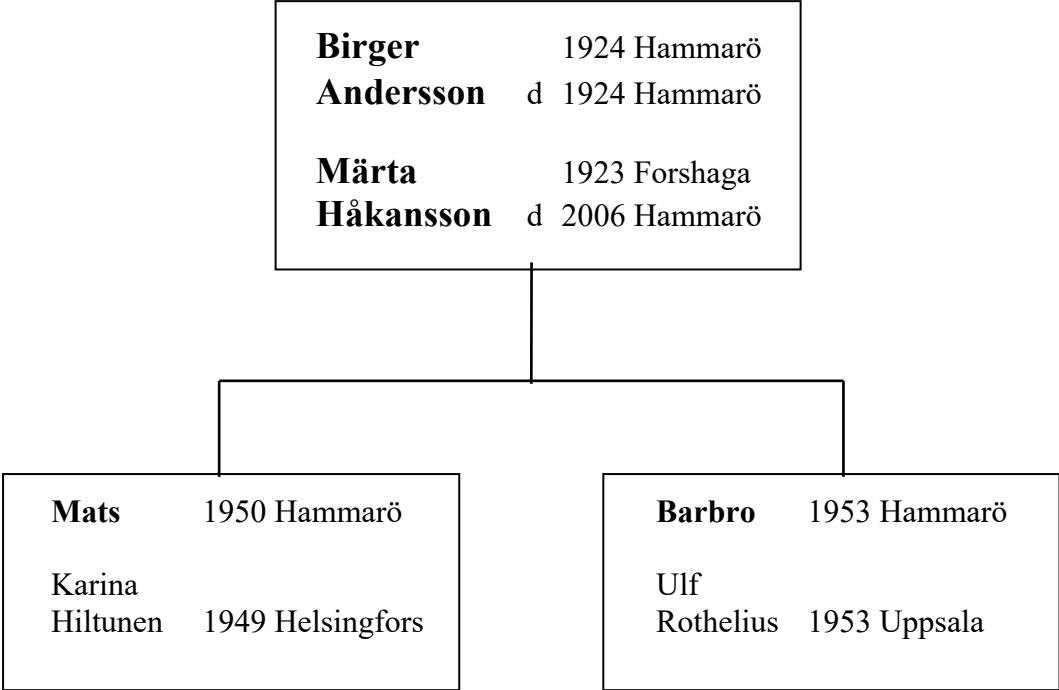 Birger 1924 Hammarö
Andersson d 1924 Hammarö
Märta 1923 Forshaga
Håkansson d 2006 Hammarö
Mats 1950 Hammarö
Karina
Hiltunen 1949 Helsingfors
Barbro 1953 Hammarö
Ulf
Rothelius 1953 Uppsala